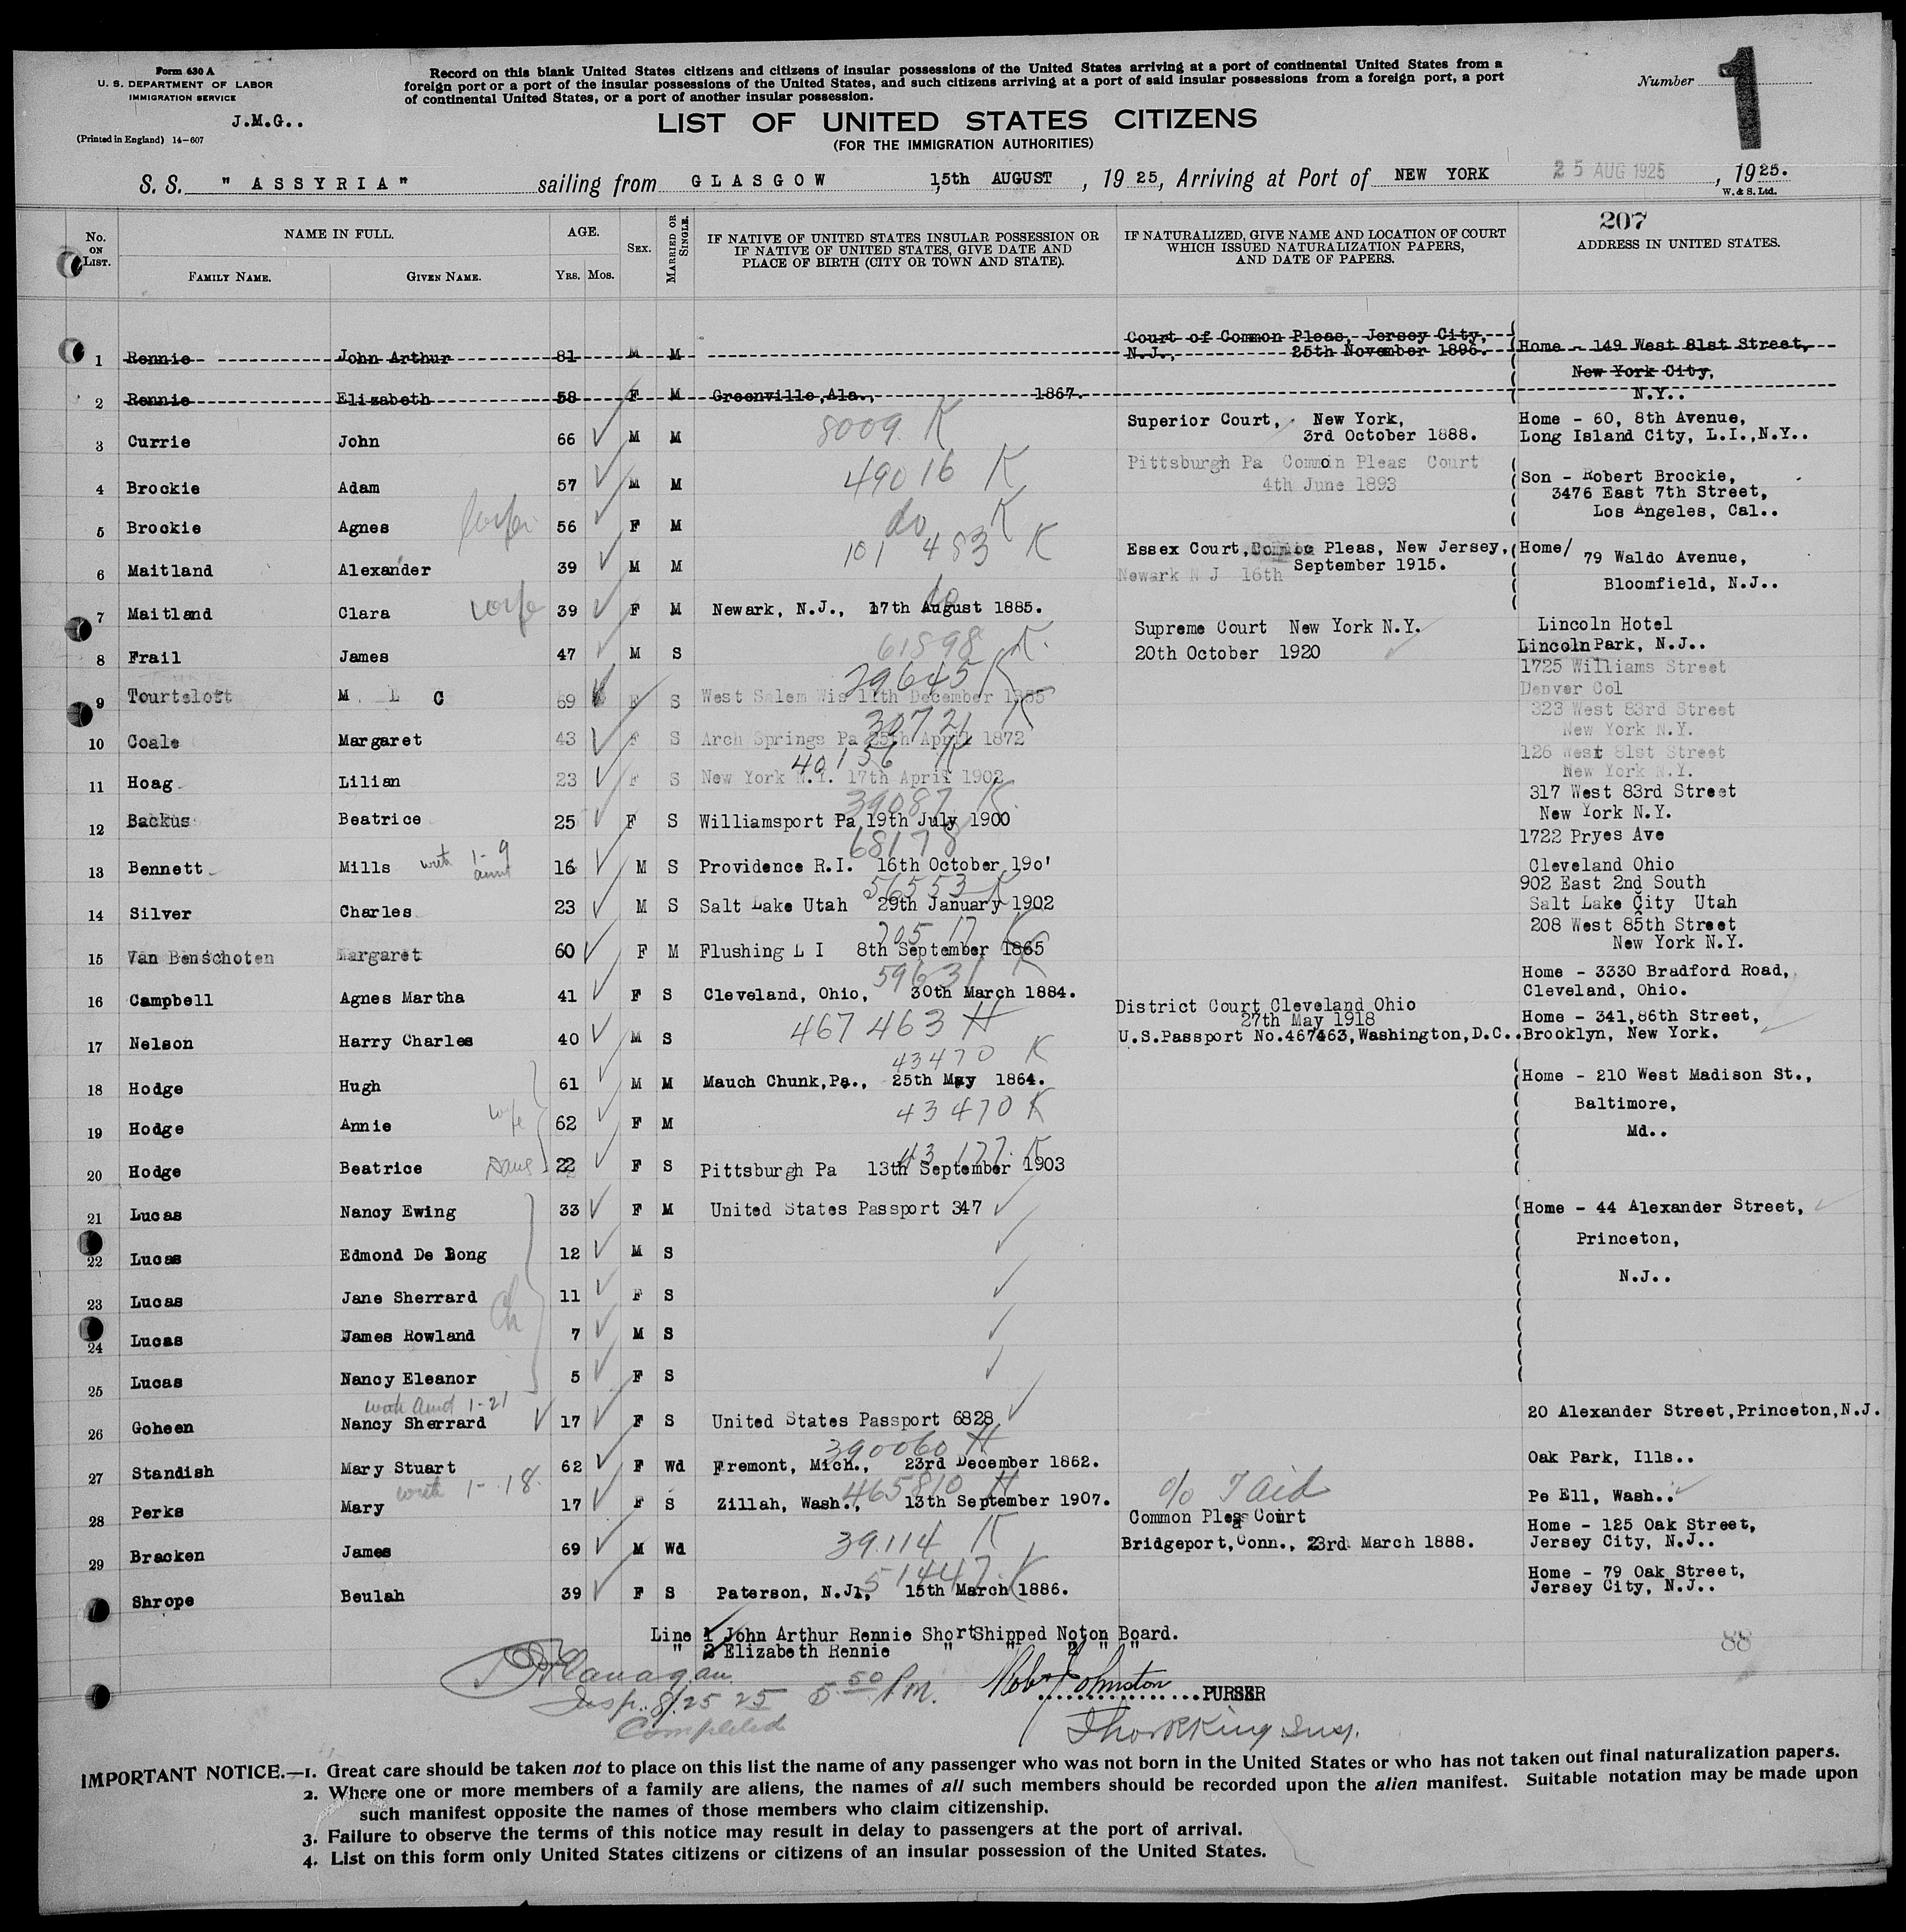 Form 630 A
U. S. DEPARTMENT OF LABOR
IMMIGRATION SERVICE
J.M.G..
(Printed in England) 14-607
Record on this blank United States citizens and citizens of insular possessions of the United States arriving at a port of continental United States from a
foreign port or a port of the insular possessions of the United States, and such citizens arriving at a port of said insular possessions from a foreign port, a port
of continental United States, or a port of another insular possession.
Number 1
LIST OF UNITED STATES CITIZENS
(FOR THE IMMIGRATION AUTHORITIES)
S. S. "ASSYRIA" sailing from GLASGOW 15th AUGUST, 1925, Arriving at Port of NEW YORK 25 AUG 1925, 1925.
W. & S. Ltd.
207
No. ON LIST.
NAME IN FULL.
FAMILY NAME. GIVEN NAME.
AGE.
YRS. MOS.
SEX.
MARRIED OR SINGLE.
IF NATIVE OF UNITED STATES INSULAR POSSESSION OR
IF NATIVE OF UNITED STATES, GIVE DATE AND
PLACE OF BIRTH (CITY OR TOWN AND STATE).
IF NATURALIZED, GIVE NAME AND LOCATION OF COURT
WHICH ISSUED NATURALIZATION PAPERS,
AND DATE OF PAPERS.
ADDRESS IN UNITED STATES.
1 Rennie John Arthur 81 M M Court of Common Pleas, Jersey City, N.J., 25th November 1896. Home - 149 West 81st Street,
New York City,
2 Rennie Elizabeth 58 F M Greenville, Ala., 1867. N.Y..
3 Currie John 66 M M 8009 K Superior Court, New York, 3rd October 1888. Home - 60, 8th Avenue, Long Island City, L.I.,N.Y..
4 Brockie Adam 57 M M 49016 K Pittsburgh Pa Common Pleas Court 4th June 1893 Son - Robert Brockie,
3476 East 7th Street,
5 Brockie Agnes wife 56 F M do K Los Angeles, Cal..
6 Maitland Alexander 39 M M 101 483 K Essex Court, Common Pleas, New Jersey, Newark N J 16th September 1915. Home/ 79 Waldo Avenue,
Bloomfield, N.J..
7 Maitland Clara wife 39 F M do Newark, N.J., 17th August 1885.
8 Frail James 47 M S 61898 K. Supreme Court New York N.Y. 20th October 1920 Lincoln Hotel Lincoln Park, N.J..
9 Tourtelott M. L C 69 F S 29645 K West Salem Wis 11th December 1855 1725 Williams Street Denver Col
10 Coale Margaret 43 F S 30721 K Arch Springs Pa 25th April 1872 323 West 83rd Street New York N.Y.
11 Hoag Lilian 23 F S 40156 K New York N.Y. 17th April 1902 126 West 81st Street New York N.Y.
12 Backus Beatrice 25 F S 39087 K. Williamsport Pa 19th July 1900 317 West 83rd Street New York N.Y.
13 Bennett Mills with 1-9 aunt 16 M S 68178 Providence R.I. 16th October 190' 1722 Pryes Ave Cleveland Ohio
14 Silver Charles 23 M S 56553 K Salt Lake Utah 29th January 1902 902 East 2nd South Salt Lake City Utah
15 Van Benschoten Margaret 60 F M 20517 K Flushing L I 8th September 1865 208 West 85th Street New York N.Y.
16 Campbell Agnes Martha 41 F S 59631 K Cleveland, Ohio, 30th March 1884. Home - 3330 Bradford Road, Cleveland, Ohio.
17 Nelson Harry Charles 40 M S 467463 H District Court Cleveland Ohio 27th May 1918 U.S.Passport No.467463, Washington, D.C.. Home - 341,86th Street, Brooklyn, New York.
18 Hodge Hugh 61 M M 43470 K Mauch Chunk, Pa., 25th May 1864. Home - 210 West Madison St.,
Baltimore,
19 Hodge Annie wife 62 F M 43470 K Md..
20 Hodge Beatrice Daug 22 F S 43177 K Pittsburgh Pa 13th September 1903
21 Lucas Nancy Ewing 33 F M United States Passport 347 Home - 44 Alexander Street,
Princeton,
22 Lucas Edmond De Long 12 M S N.J..
23 Lucas Jane Sherrard Ch 11 F S
24 Lucas James Rowland 7 M S
25 Lucas Nancy Eleanor 5 F S
with Aunt 1-21
26 Goheen Nancy Sherrard 17 F S United States Passport 6828 20 Alexander Street, Princeton, N.J.
27 Standish Mary Stuart 62 F Wd 390060 H Fremont, Mich., 23rd December 1862. Oak Park, Ills..
28 Perks Mary with 1-18. 17 F S 465810 H Zillah, Wash., 13th September 1907. Pe Ell, Wash..
29 Bracken James 69 M Wd 39114 K Common Pleas Court Bridgeport, Conn., 23rd March 1888. Home - 125 Oak Street, Jersey City, N.J..
Shrope Beulah 39 F S 51447 K Paterson, N.J., 15th March 1886. Home - 79 Oak Street, Jersey City, N.J..
Line 1 John Arthur Rennie Short Shipped Not on Board.
" 2 Elizabeth Rennie " " " "
88
Flanagan
Insp. 8/25 25 5 50 P.m.
Completed
Robt Johnston PURSER
IMPORTANT NOTICE.—1. Great care should be taken not to place on this list the name of any passenger who was not born in the United States or who has not taken out final naturalization papers.
2. Where one or more members of a family are aliens, the names of all such members should be recorded upon the alien manifest. Suitable notation may be made upon
such manifest opposite the names of those members who claim citizenship.
3. Failure to observe the terms of this notice may result in delay to passengers at the port of arrival.
4. List on this form only United States citizens or citizens of an insular possession of the United States.